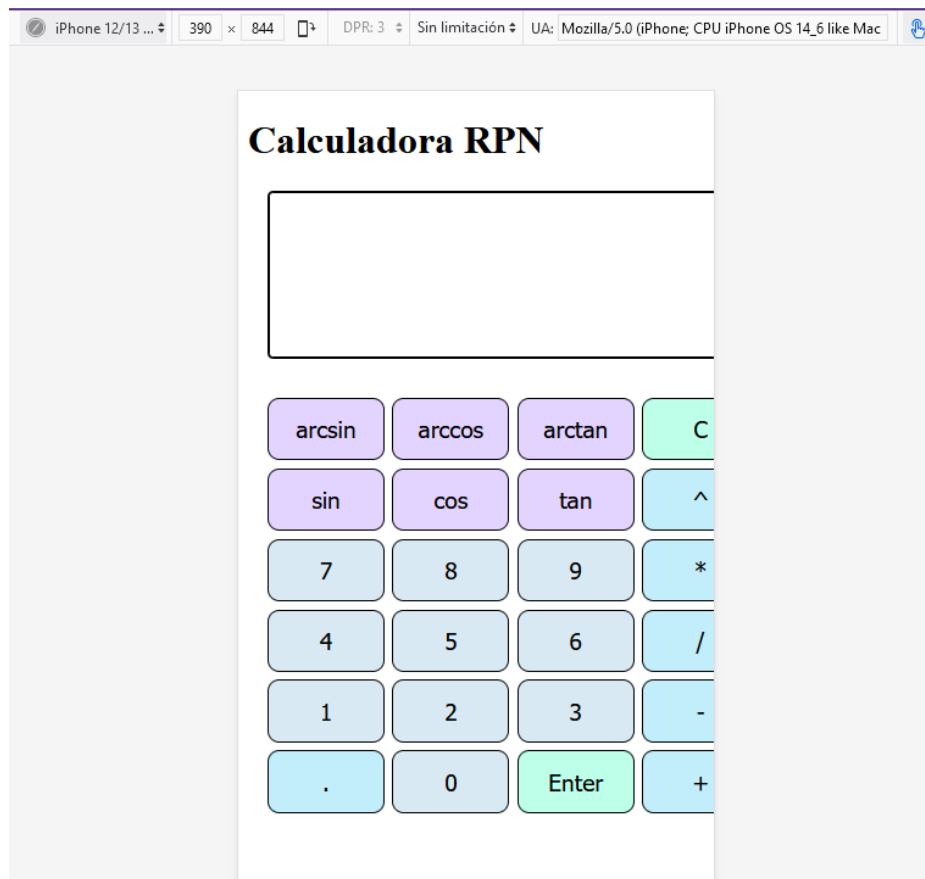 iPhone 12/13 ... 390 × 844 DPR: 3 Sin limitación UA: Mozilla/5.0 (iPhone; CPU iPhone OS 14_6 like Mac
Calculadora RPN
arcsin arccos arctan C
sin cos tan ^
7 8 9 *
4 5 6 /
1 2 3 -
. 0 Enter +